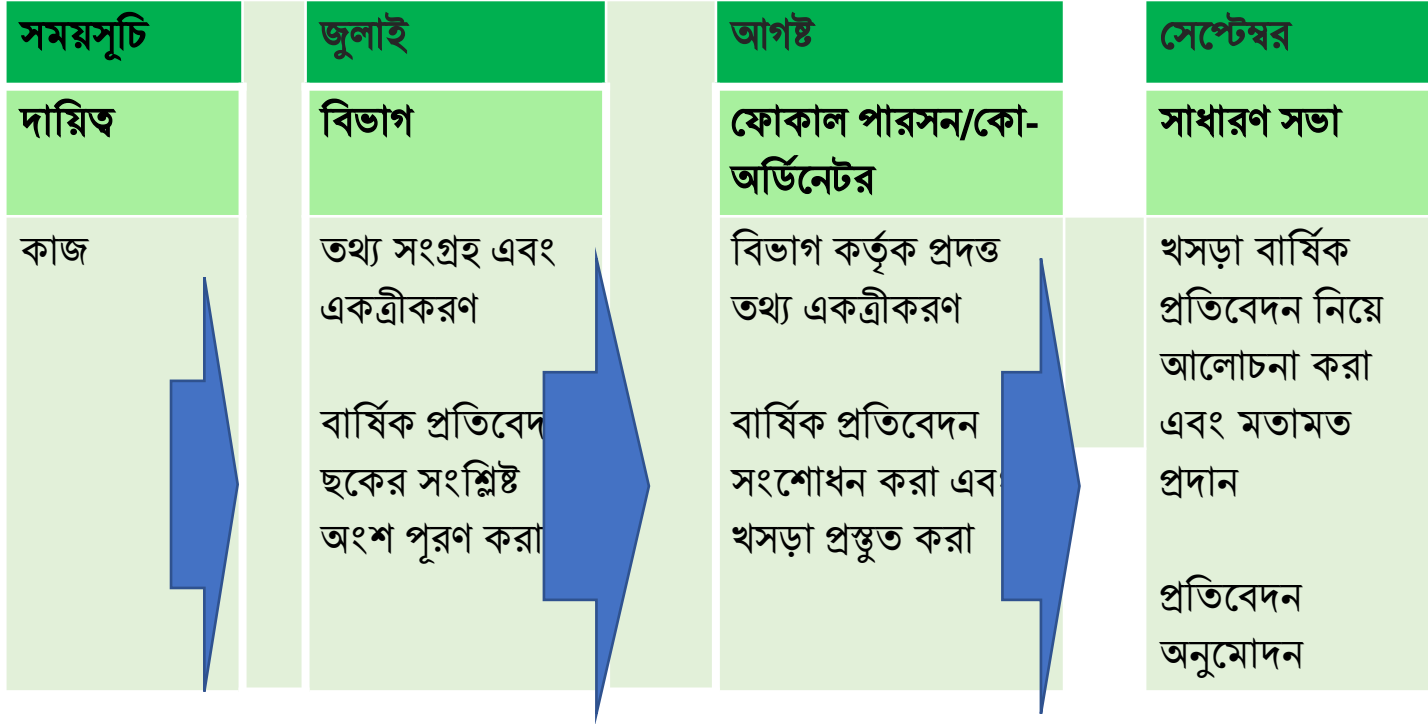 সময়সূচি
জুলাই
আগষ্ট
সেপ্টেম্বর
দায়িত্ব
বিভাগ
ফোকাল পারসন/কো-
অর্ডিনেটর
সাধারণ সভা
কাজ
তথ্য সংগ্রহ এবং
একত্রীকরণ
বার্ষিক প্রতিবেদ
ছকের সংশ্লিষ্ট
অংশ পূরণ করা
বিভাগ কর্তৃক প্রদত্ত
তথ্য একত্রীকরণ
বার্ষিক প্রতিবেদন
সংশোধন করা এবং
খসড়া প্রস্তুত করা
খসড়া বার্ষিক
প্রতিবেদন নিয়ে
আলোচনা করা
এবং মতামত
প্রদান
প্রতিবেদন
অনুমোদন